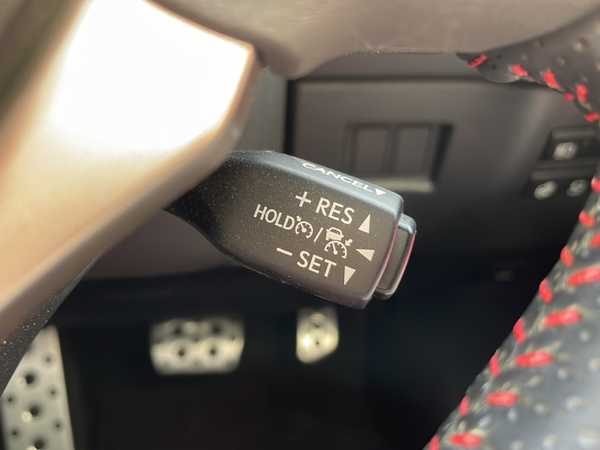 CANCEL▼
+ RES ▲
HOLD /
− SET ▼